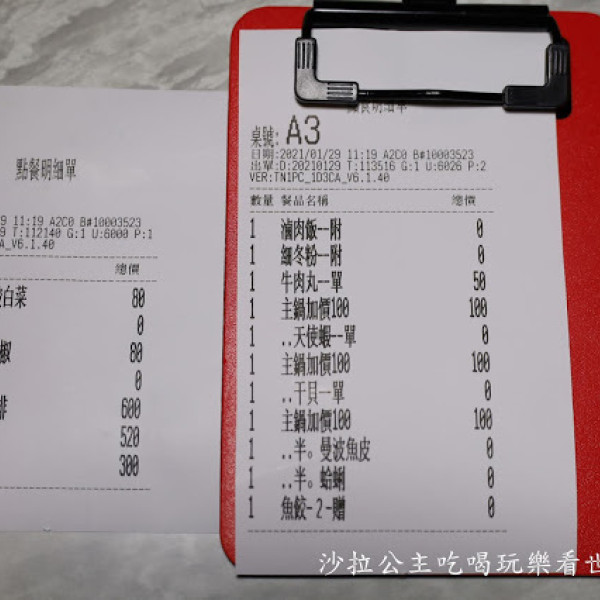 點餐明細單
9 11:19 A2C0 B#10003523
9 T:112140 G:1 U:6000 P:1
A_V6.1.40
總價
白菜 80
0
椒 80
0
排 600
520
300
點餐明細單
桌號: A3
日期:2021/01/29 11:19 A2C0 B#10003523
出單:D:20210129 T:113516 G:1 U:6026 P:2
VER:TN1PC_1D3CA_V6.1.40
數量 餐品名稱 總價
1 滷肉飯--附 0
1 細冬粉--附 0
1 牛肉丸--單 50
1 主鍋加價100 100
1 ..天使蝦--單 0
1 主鍋加價100 100
1 ..干貝一單 0
1 主鍋加價100 100
1 ..半。曼波魚皮 0
1 ..半。蛤蜊 0
1 魚餃-2-贈 0
沙拉公主吃喝玩樂看世